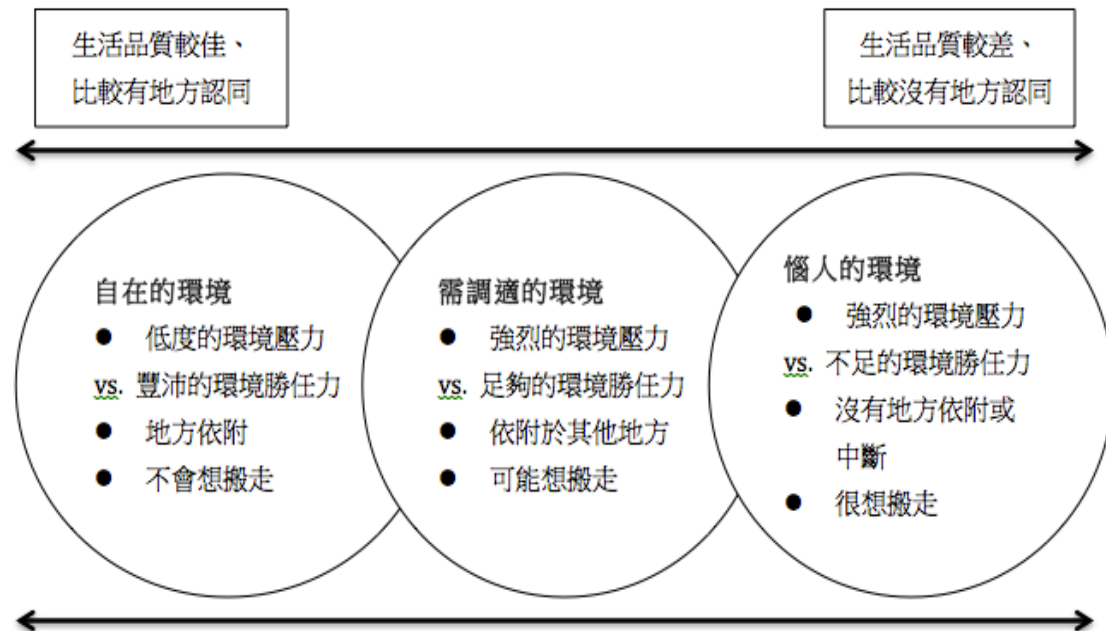 生活品質較佳、
比較有地方認同
生活品質較差、
比較沒有地方認同
自在的環境
● 低度的環境壓力
vs. 豐沛的環境勝任力
● 地方依附
● 不會想搬走
需調適的環境
● 強烈的環境壓力
vs. 足夠的環境勝任力
● 依附於其他地方
● 可能想搬走
惱人的環境
● 強烈的環境壓力
vs. 不足的環境勝任力
● 沒有地方依附或
中斷
● 很想搬走